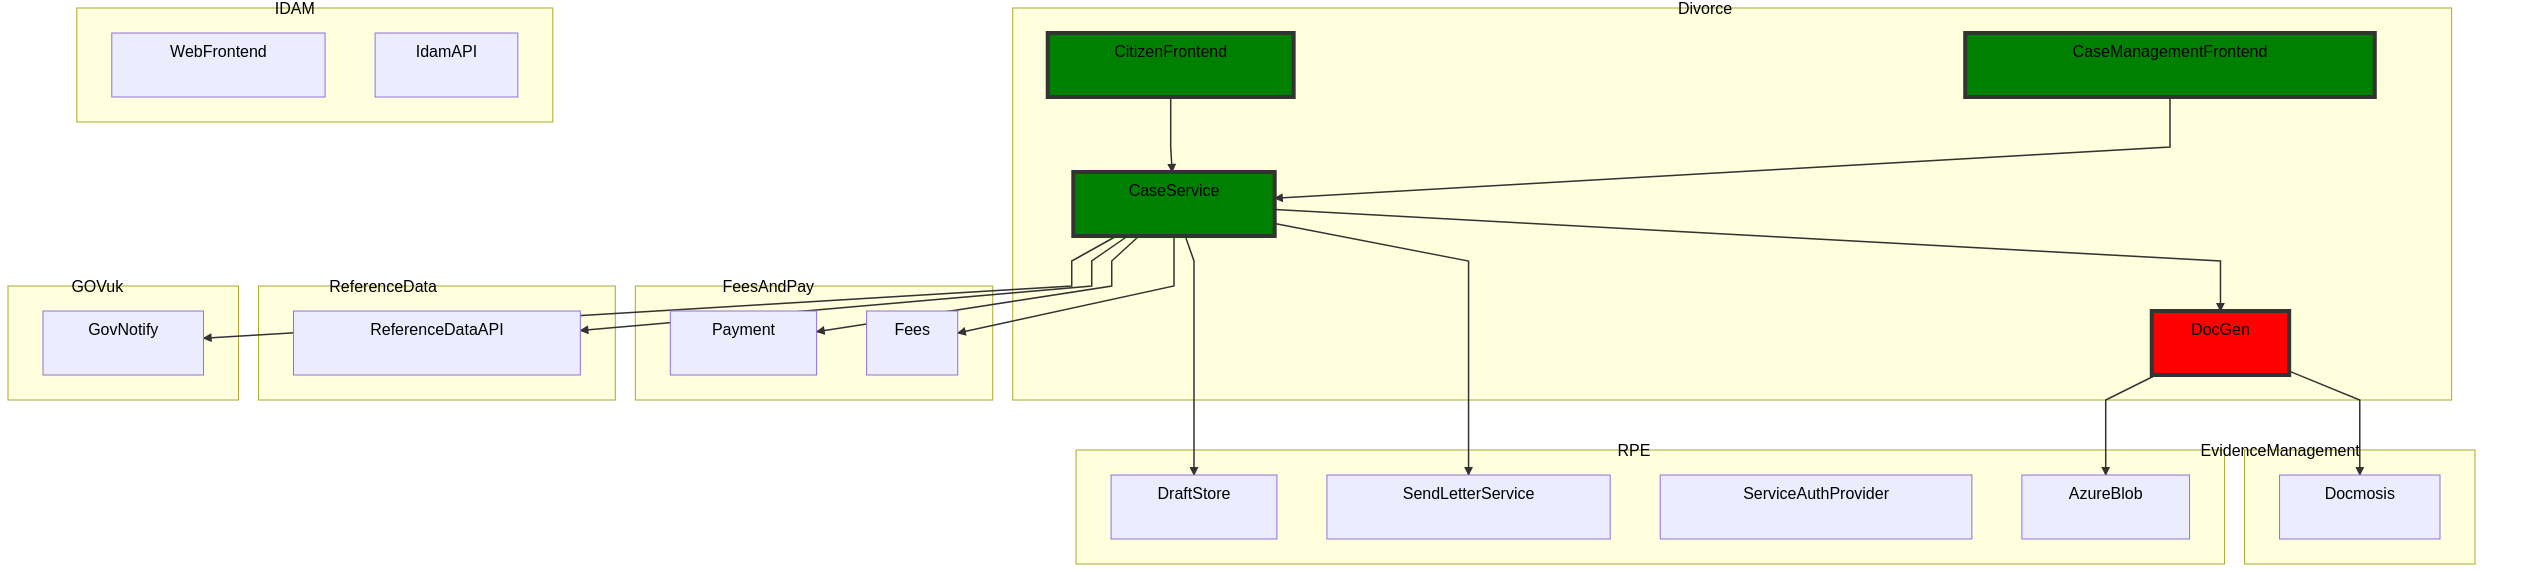 IDAM
Divorce
WebFrontend
IdamAPI
CitizenFrontend
CaseManagementFrontend
CaseService
GOVuk
ReferenceData
FeesAndPay
GovNotify
ReferenceDataAPI
Payment
Fees
DocGen
RPE
EvidenceManagement
DraftStore
SendLetterService
ServiceAuthProvider
AzureBlob
Docmosis